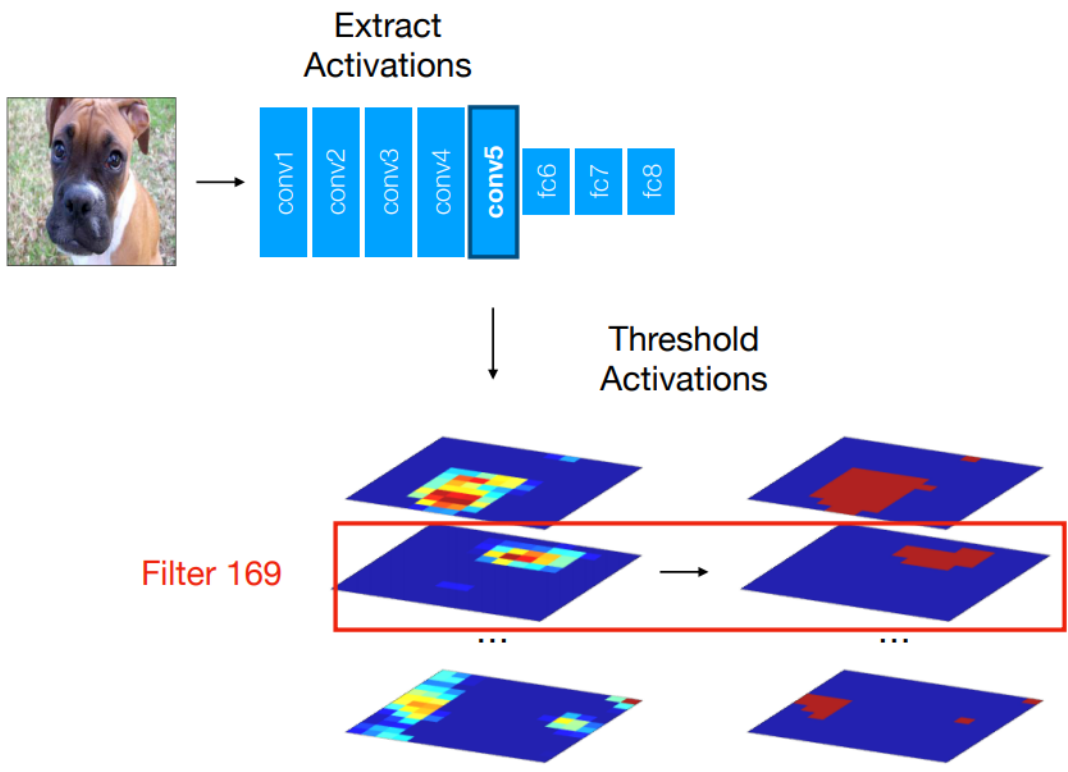 Extract
Activations
conv1
conv2
conv3
conv4
conv5
fc6
fc7
fc8
Threshold
Activations
Filter 169
...
...